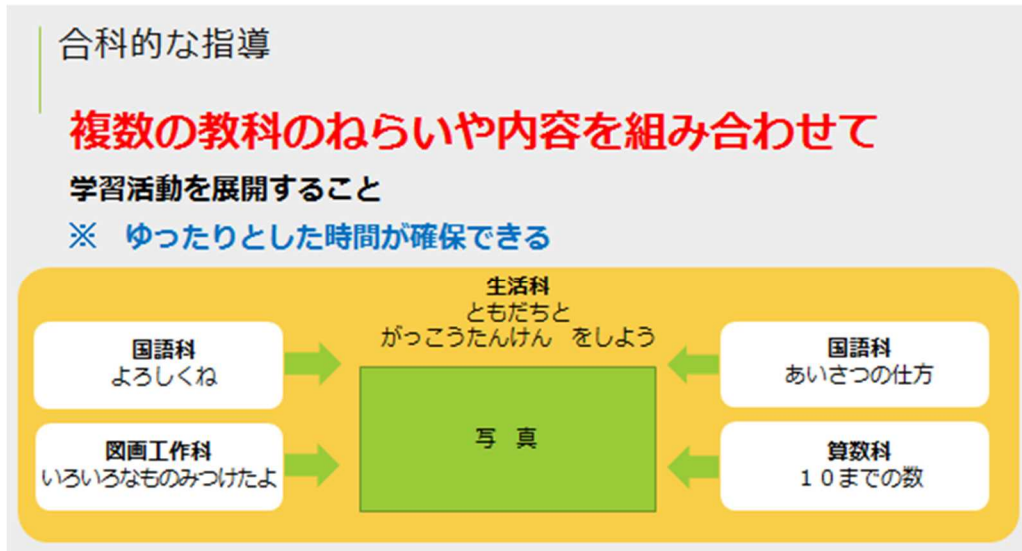 合科的な指導
複数の教科のねらいや内容を組み合わせて
学習活動を展開すること
※　ゆったりとした時間が確保できる
生活科
ともだちと
がっこうたんけん　をしよう
国語科
よろしくね
図画工作科
いろいろなものみつけたよ
写　真
国語科
あいさつの仕方
算数科
１０までの数